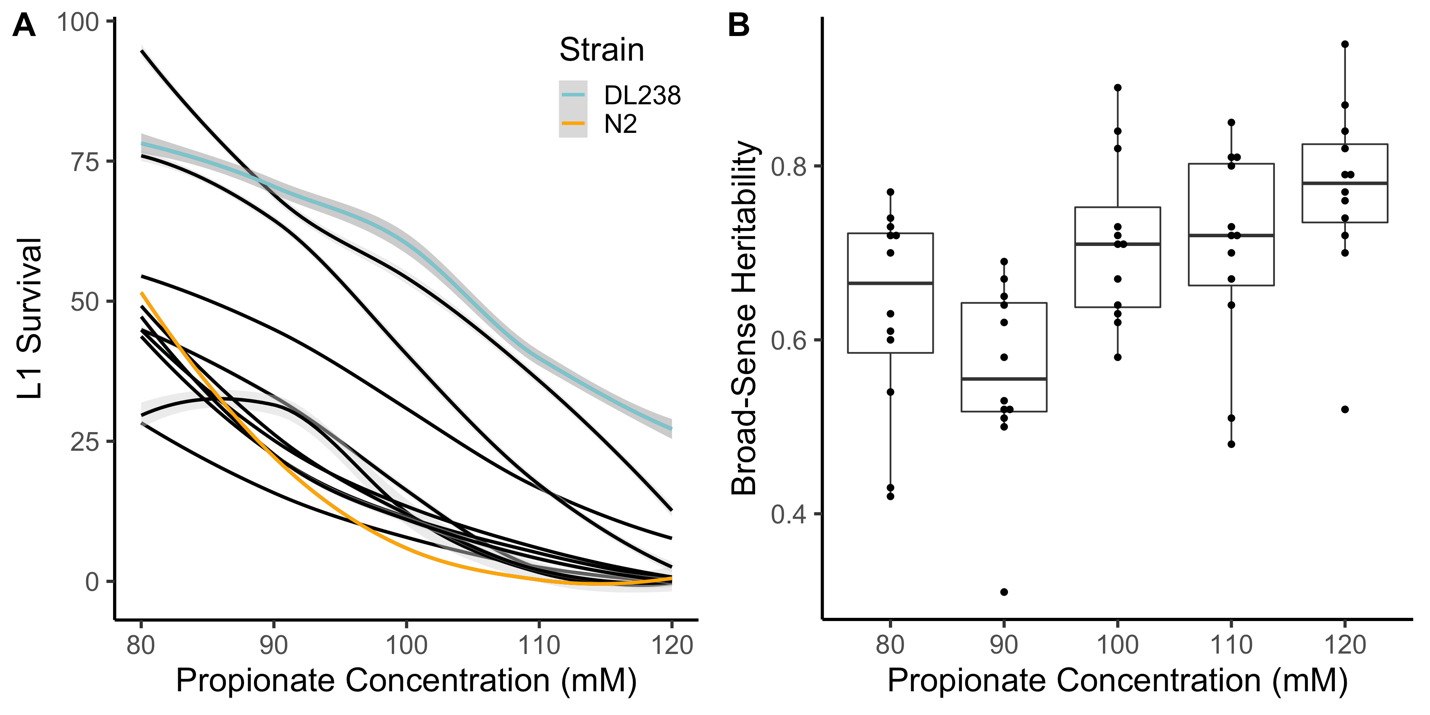 A
100
75
50
25
0
L1 Survival
80 90 100 110 120
Propionate Concentration (mM)
Strain
DL238
N2
B
0.8
0.6
0.4
Broad-Sense Heritability
80 90 100 110 120
Propionate Concentration (mM)